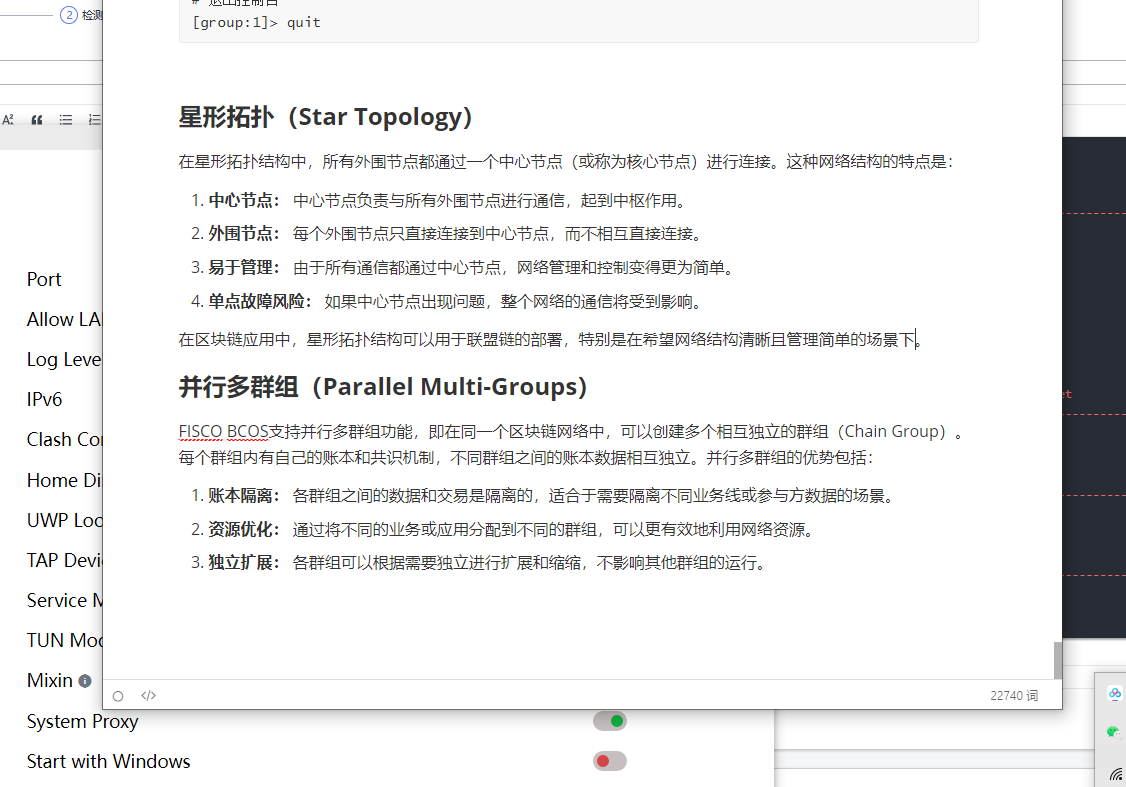 ② 检测
# 退出控制台
[group:1]> quit
星形拓扑（Star Topology）
在星形拓扑结构中，所有外围节点都通过一个中心节点（或称为核心节点）进行连接。这种网络结构的特点是：
1. 中心节点： 中心节点负责与所有外围节点进行通信，起到中枢作用。
2. 外围节点： 每个外围节点只直接连接到中心节点，而不相互直接连接。
3. 易于管理： 由于所有通信都通过中心节点，网络管理和控制变得更为简单。
4. 单点故障风险： 如果中心节点出现问题，整个网络的通信将受到影响。
在区块链应用中，星形拓扑结构可以用于联盟链的部署，特别是在希望网络结构清晰且管理简单的场景下。
并行多群组（Parallel Multi-Groups）
FISCO BCOS支持并行多群组功能，即在同一个区块链网络中，可以创建多个相互独立的群组（Chain Group）。
每个群组内有自己的账本和共识机制，不同群组之间的账本数据相互独立。并行多群组的优势包括：
1. 账本隔离： 各群组之间的数据和交易是隔离的，适合于需要隔离不同业务线或参与方数据的场景。
2. 资源优化： 通过将不同的业务或应用分配到不同的群组，可以更有效地利用网络资源。
3. 独立扩展： 各群组可以根据需要独立进行扩展和缩缩，不影响其他群组的运行。
22740 词
Port
Allow LA
Log Leve
IPv6
Clash Co
Home Di
UWP Loo
TAP Devi
Service M
TUN Mod
Mixin
System Proxy
Start with Windows